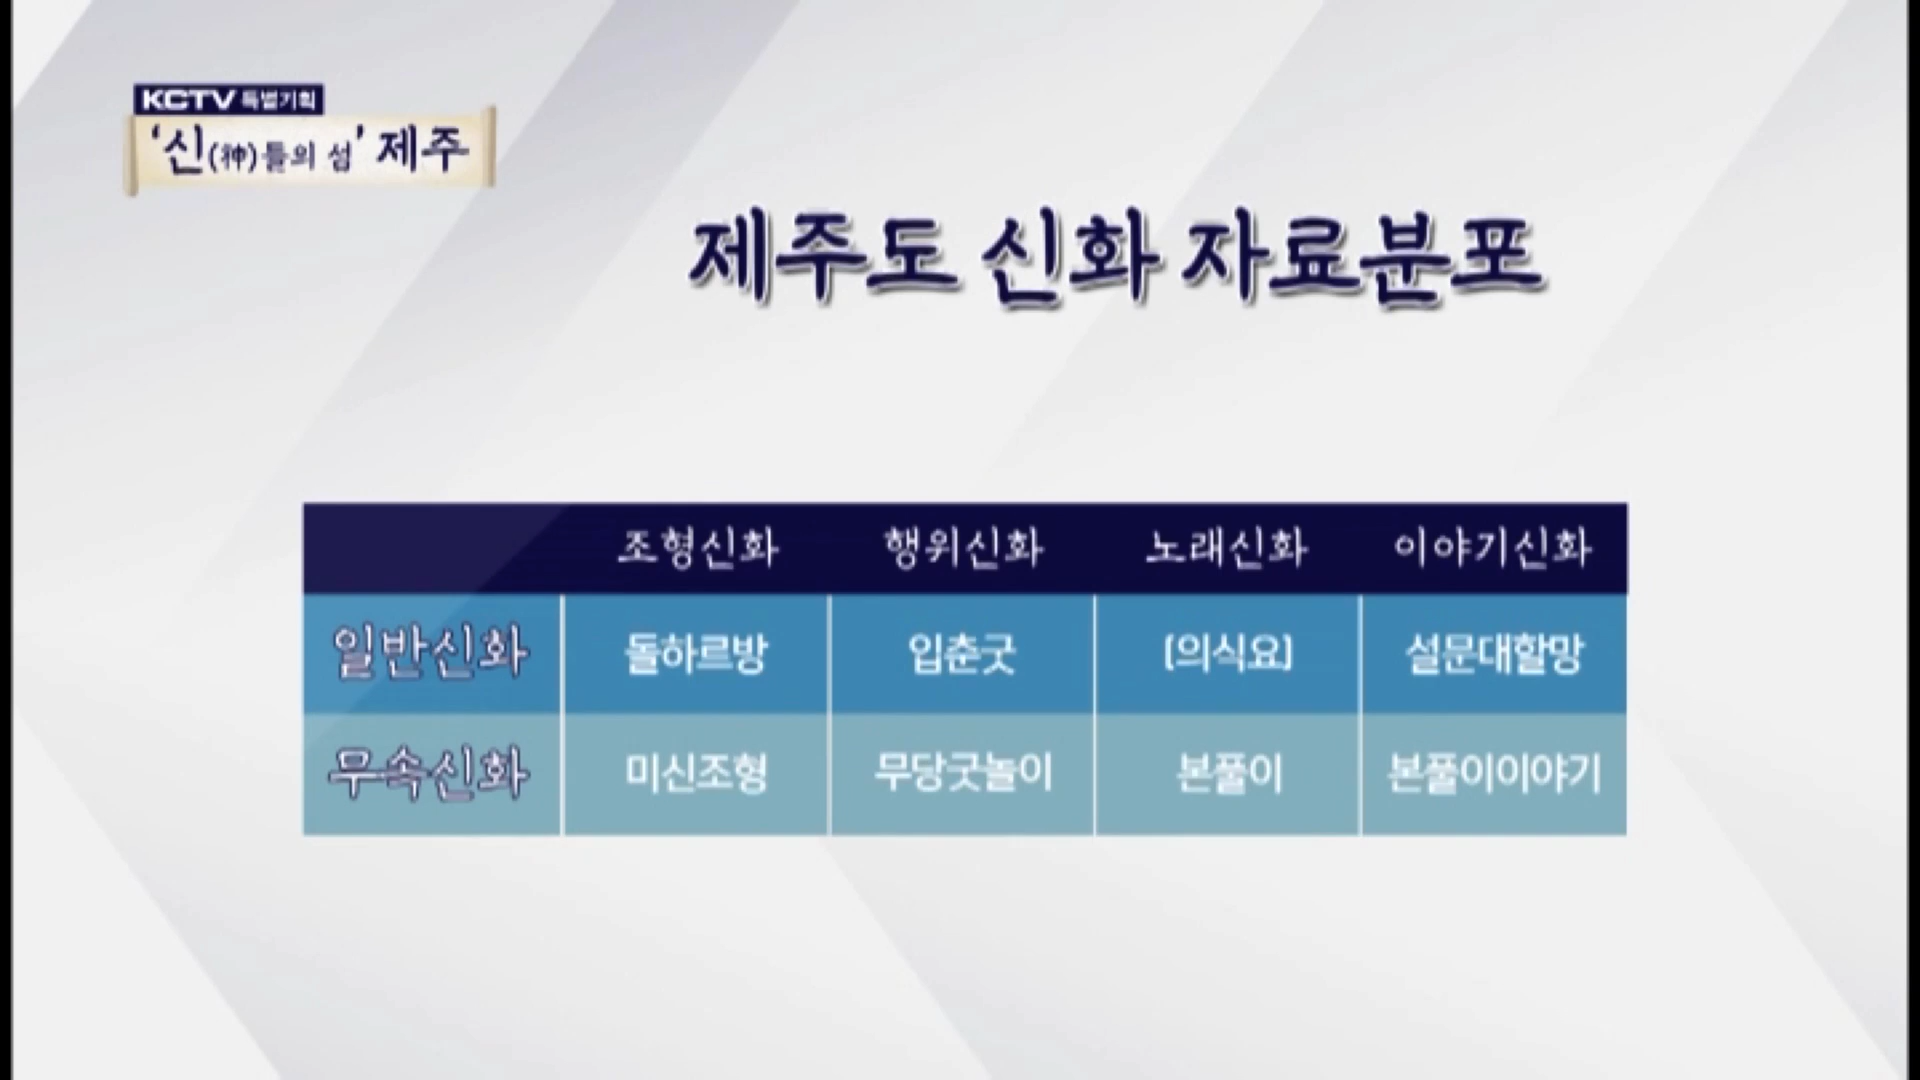 KCTV 특별기획
‘신(神)들의 섬’ 제주
제주도 신화 자료분포
조형신화 행위신화 노래신화 이야기신화
일반신화 돌하르방 입춘굿 (의식요) 설문대할망
무속신화 미신조형 무당굿놀이 본풀이 본풀이이야기